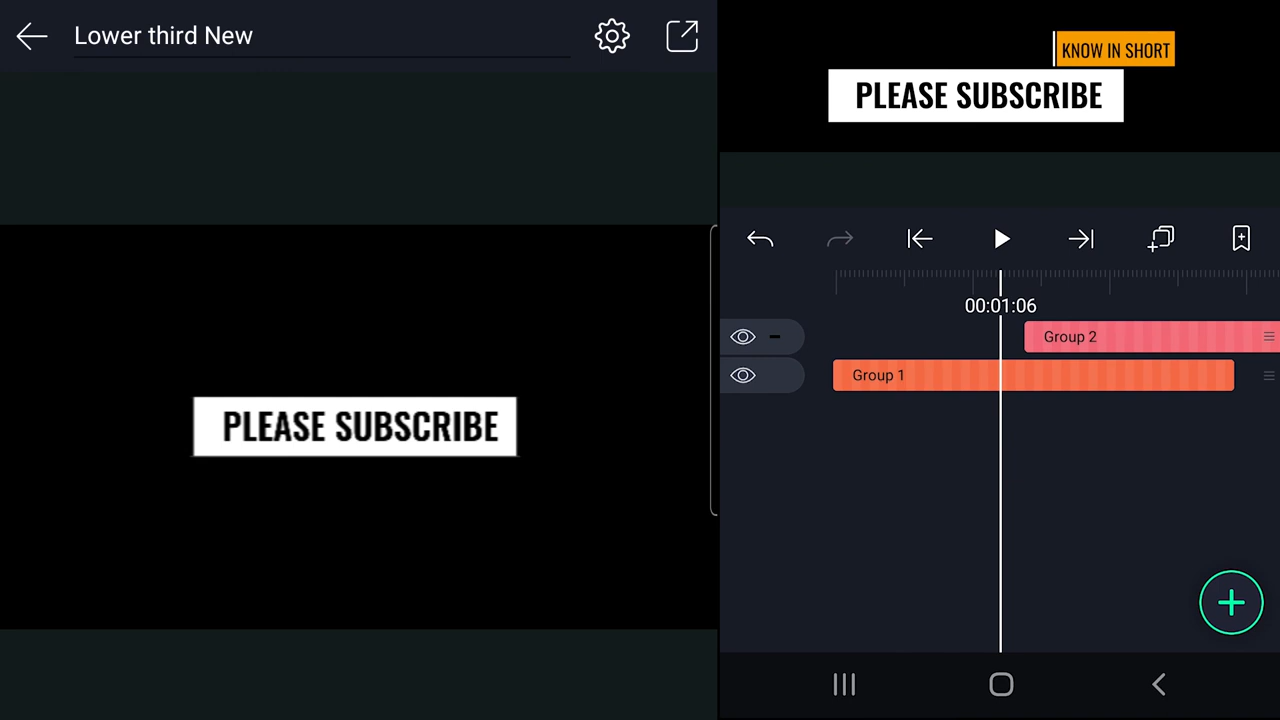 Lower third New
PLEASE SUBSCRIBE
KNOW IN SHORT
PLEASE SUBSCRIBE
00:01:06
Group 2
Group 1